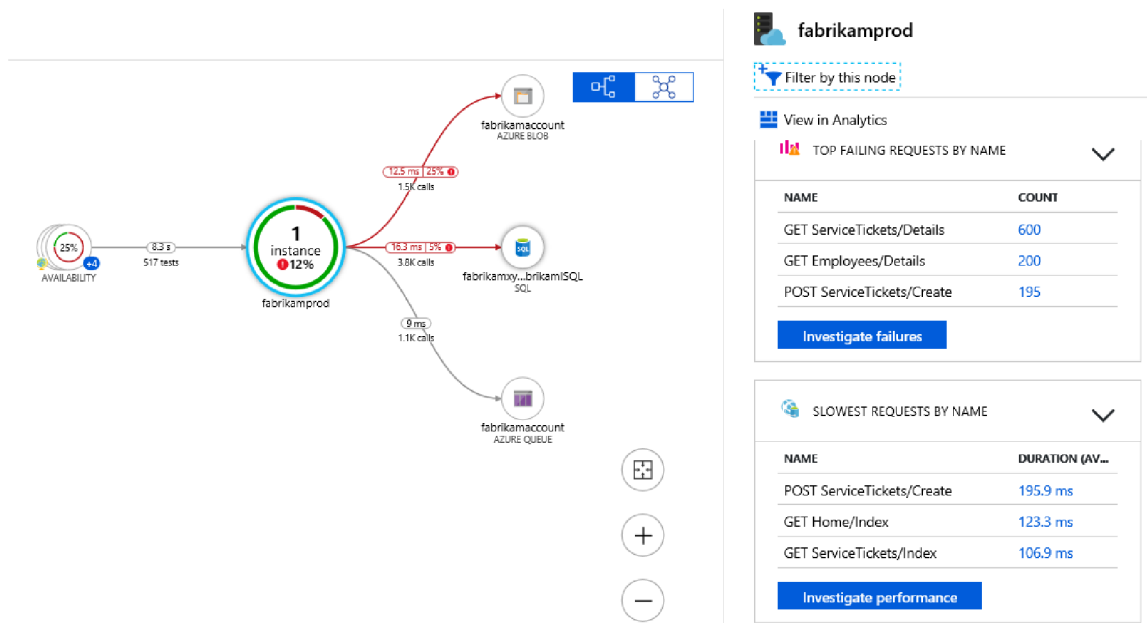 fabrikamaccount
AZURE BLOB
12.5 ms | 25%
1.5K calls
25%
+4
AVAILABILITY
8.3 s
517 tests
1
instance
12%
fabrikamprod
16.3 ms | 5%
3.8K calls
SQL
fabrikamxy...brikamISQL
SQL
9 ms
1.1K calls
fabrikamaccount
AZURE QUEUE
fabrikamprod
Filter by this node
View in Analytics
TOP FAILING REQUESTS BY NAME
NAME COUNT
GET ServiceTickets/Details 600
GET Employees/Details 200
POST ServiceTickets/Create 195
Investigate failures
SLOWEST REQUESTS BY NAME
NAME DURATION (AV...
POST ServiceTickets/Create 195.9 ms
GET Home/Index 123.3 ms
GET ServiceTickets/Index 106.9 ms
Investigate performance